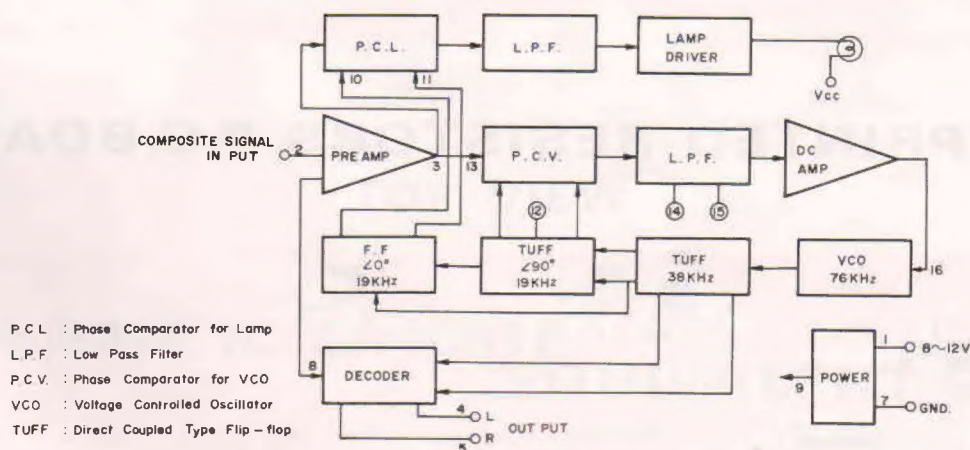 P.C.L.
L.P.F.
LAMP
DRIVER
10
11
Vcc
COMPOSITE SIGNAL
IN PUT
2
PRE AMP
3
13
P.C.V.
L.P.F.
DC
AMP
12
14
15
F.F
∠0°
19KHz
TUFF
∠90°
19KHz
TUFF
38KHz
VCO
76KHz
16
P.C.L : Phase Comparator for Lamp
L.P.F : Low Pass Filter
P.C.V. : Phase Comparator for VCO
VCO : Voltage Controlled Oscillator
TUFF : Direct Coupled Type Flip-flop
8
DECODER
4
L
OUT PUT
R
5
POWER
1
8~12V
9
7
GND.